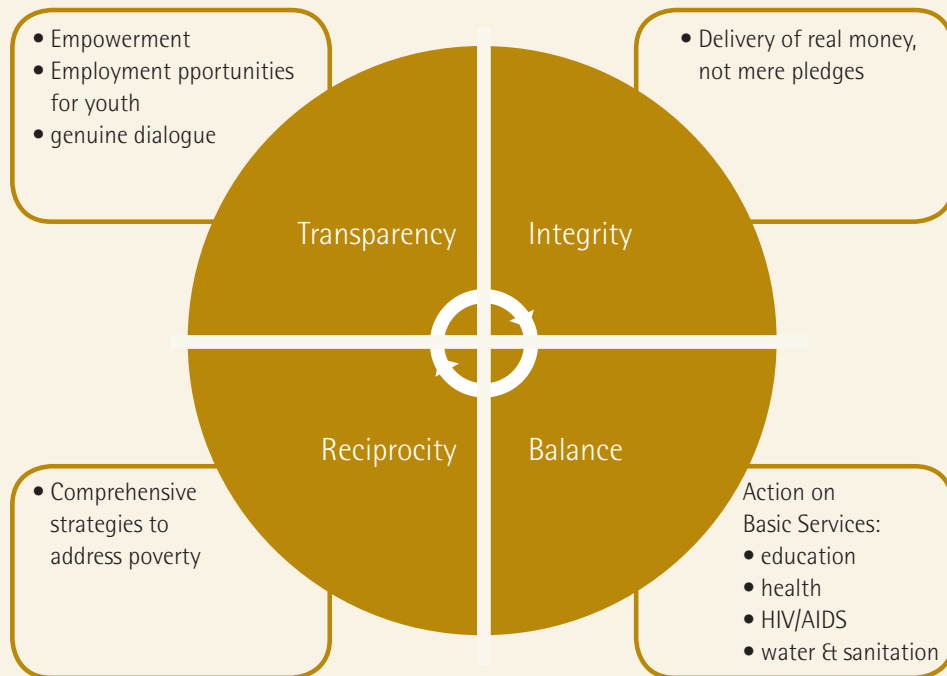 • Empowerment
• Employment pportunities
for youth
• genuine dialogue
• Delivery of real money,
not mere pledges
Transparency
Integrity
Reciprocity
Balance
• Comprehensive
strategies to
address poverty
Action on
Basic Services:
• education
• health
• HIV/AIDS
• water & sanitation